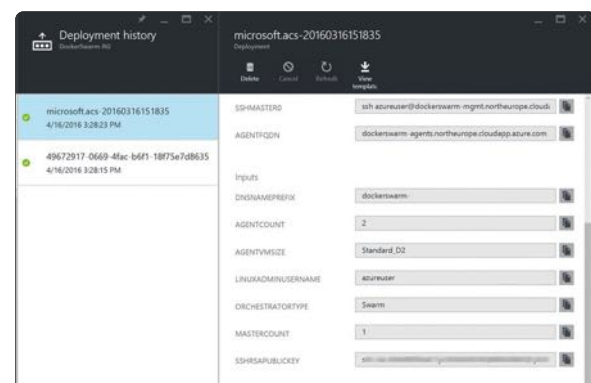 Deployment history
DockerSwarm-RG
microsoft.acs-20160316151835
4/16/2016 3:28:23 PM
49672917-0669-4fac-b6f1-18f75e7d8635
4/16/2016 3:28:15 PM
microsoft.acs-20160316151835
Deployment
Delete
Cancel
Refresh
View template
SSHMASTER0
ssh azureuser@dockerswarm-mgmt.northeurope.cloud
AGENTFQDN
dockerswarm-agents.northeurope.cloudapp.azure.com
Inputs
DNSNAMEPREFIX
dockerswarm-
AGENTCOUNT
2
AGENTVMSIZE
Standard_D2
LINUXADMINUSERNAME
azureuser
ORCHESTRATORTYPE
Swarm
MASTERCOUNT
1
SSHRSAPUBLICKEY